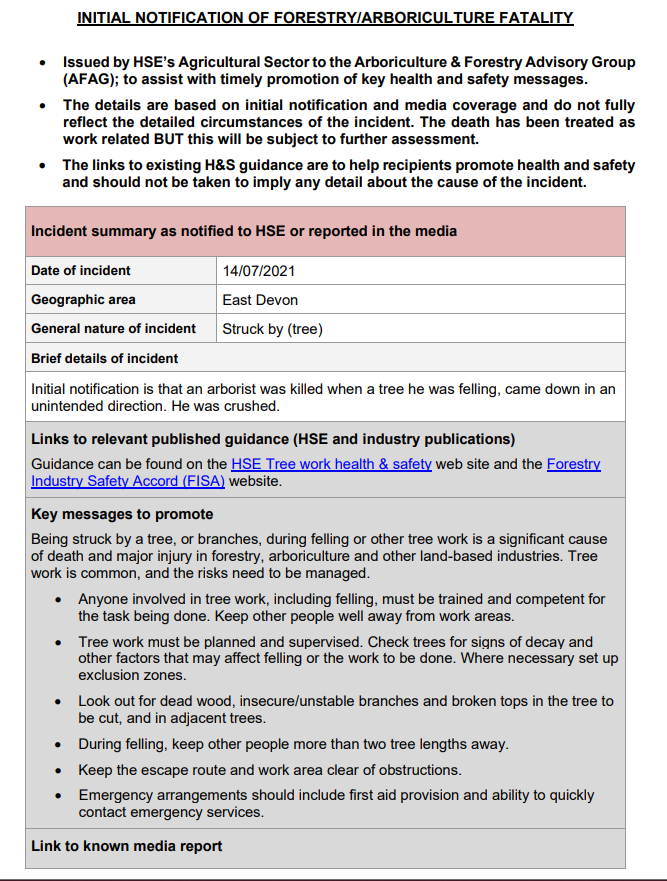 INITIAL NOTIFICATION OF FORESTRY/ARBORICULTURE FATALITY
• Issued by HSE's Agricultural Sector to the Arboriculture & Forestry Advisory Group
(AFAG); to assist with timely promotion of key health and safety messages.
• The details are based on initial notification and media coverage and do not fully
reflect the detailed circumstances of the incident. The death has been treated as
work related BUT this will be subject to further assessment.
• The links to existing H&S guidance are to help recipients promote health and safety
and should not be taken to imply any detail about the cause of the incident.
Incident summary as notified to HSE or reported in the media
Date of incident 14/07/2021
Geographic area East Devon
General nature of incident Struck by (tree)
Brief details of incident
Initial notification is that an arborist was killed when a tree he was felling, came down in an
unintended direction. He was crushed.
Links to relevant published guidance (HSE and industry publications)
Guidance can be found on the HSE Tree work health & safety web site and the Forestry
Industry Safety Accord (FISA) website.
Key messages to promote
Being struck by a tree, or branches, during felling or other tree work is a significant cause
of death and major injury in forestry, arboriculture and other land-based industries. Tree
work is common, and the risks need to be managed.
• Anyone involved in tree work, including felling, must be trained and competent for
the task being done. Keep other people well away from work areas.
• Tree work must be planned and supervised. Check trees for signs of decay and
other factors that may affect felling or the work to be done. Where necessary set up
exclusion zones.
• Look out for dead wood, insecure/unstable branches and broken tops in the tree to
be cut, and in adjacent trees.
• During felling, keep other people more than two tree lengths away.
• Keep the escape route and work area clear of obstructions.
• Emergency arrangements should include first aid provision and ability to quickly
contact emergency services.
Link to known media report